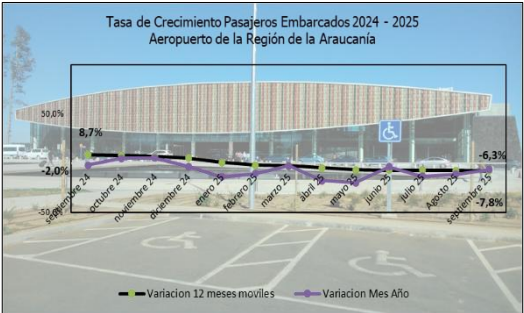 Tasa de Crecimiento Pasajeros Embarcados 2024 - 2025
Aeropuerto de la Región de la Araucanía
50,0%
8,7%
-2,0%
-50,0%
-6,3%
-7,8%
septiembre 24
octubre 24
noviembre 24
diciembre 24
enero 25
febrero 25
marzo 25
abril 25
mayo 25
junio 25
julio 25
Agosto 25
septiembre 25
Variacion 12 meses moviles
Variacion Mes Año